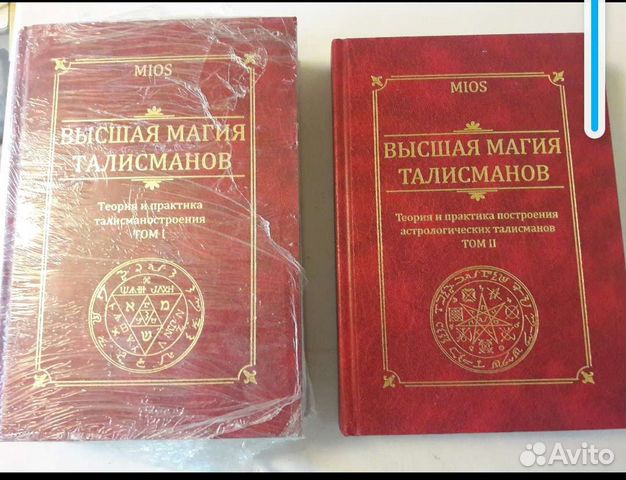 MIOS
ВЫСШАЯ МАГИЯ
ТАЛИСМАНОВ
Теория и практика
талисманостроения
ТОМ I
MIOS
ВЫСШАЯ МАГИЯ
ТАЛИСМАНОВ
Теория и практика построения
астрологических талисманов
ТОМ II
Avito